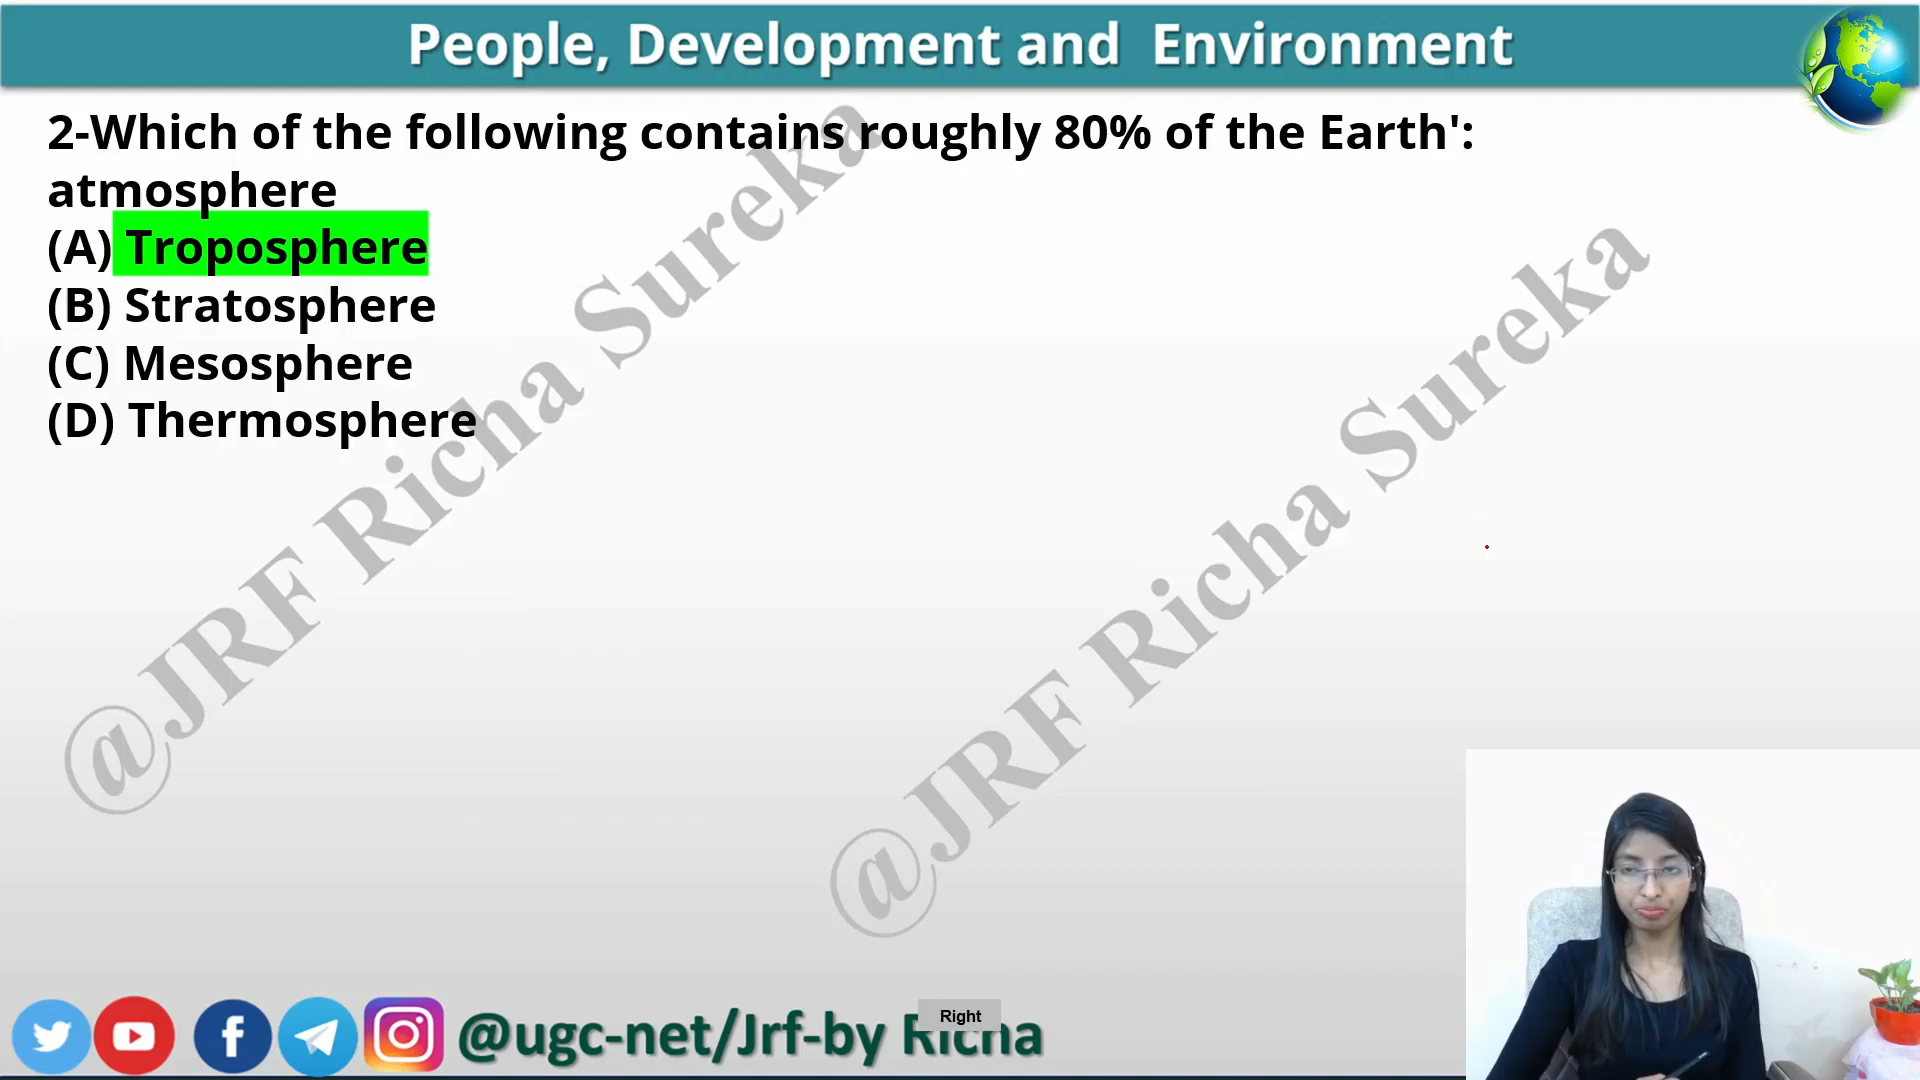 People, Development and Environment
2-Which of the following contains roughly 80% of the Earth':
atmosphere
(A) Troposphere
(B) Stratosphere
(C) Mesosphere
(D) Thermosphere
@JRF Richa Sureka
@JRF Richa Sureka
@ugc-net/Jrf-by Richa
Right